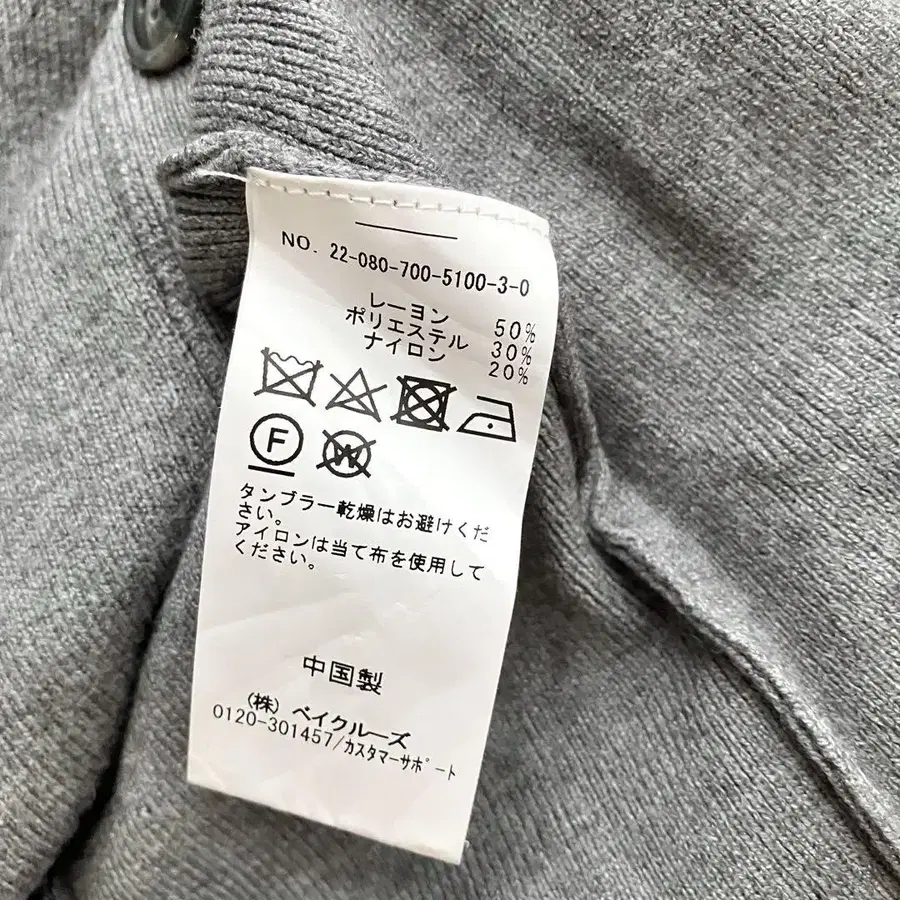 NO. 22-080-700-5100-3-0
レーヨン 50%
ポリエステル 30%
ナイロン 20%
F W
タンブラー乾燥はお避けくだ
さい。
アイロンは当て布を使用して
ください。
中国製
(株) ベイクルーズ
0120-301457/カスタマーサポート